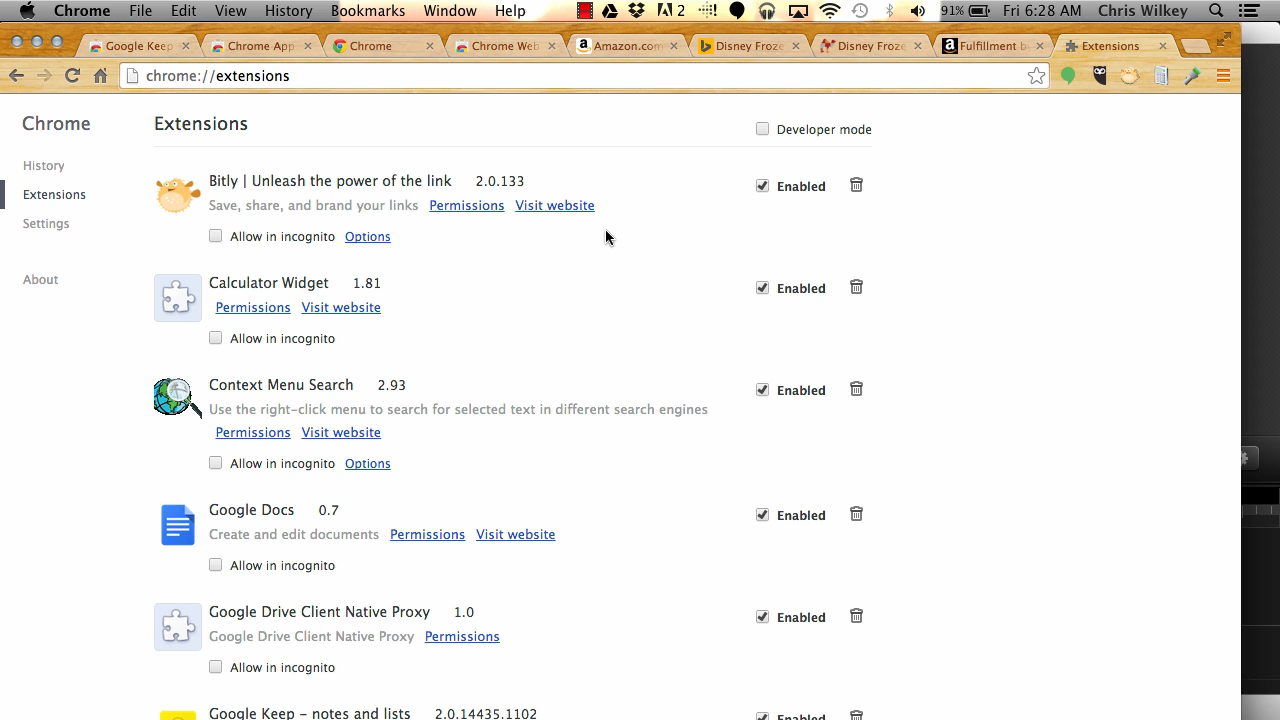 Chrome File Edit View History Bookmarks Window Help 2 91% Fri 6:28 AM Chris Wilkey
Google Keep Chrome App Chrome Chrome Web Amazon.com Disney Froze Disney Froze Fulfillment b Extensions
chrome://extensions
Chrome
History
Extensions
Settings
About
Extensions
Developer mode
Bitly | Unleash the power of the link 2.0.133
Enabled
Save, share, and brand your links Permissions Visit website
Allow in incognito Options
Calculator Widget 1.81
Enabled
Permissions Visit website
Allow in incognito
Context Menu Search 2.93
Enabled
Use the right-click menu to search for selected text in different search engines
Permissions Visit website
Allow in incognito Options
Google Docs 0.7
Enabled
Create and edit documents Permissions Visit website
Allow in incognito
Google Drive Client Native Proxy 1.0
Enabled
Google Drive Client Native Proxy Permissions
Allow in incognito
Google Keep – notes and lists 2.0.14435.1102
Enabled